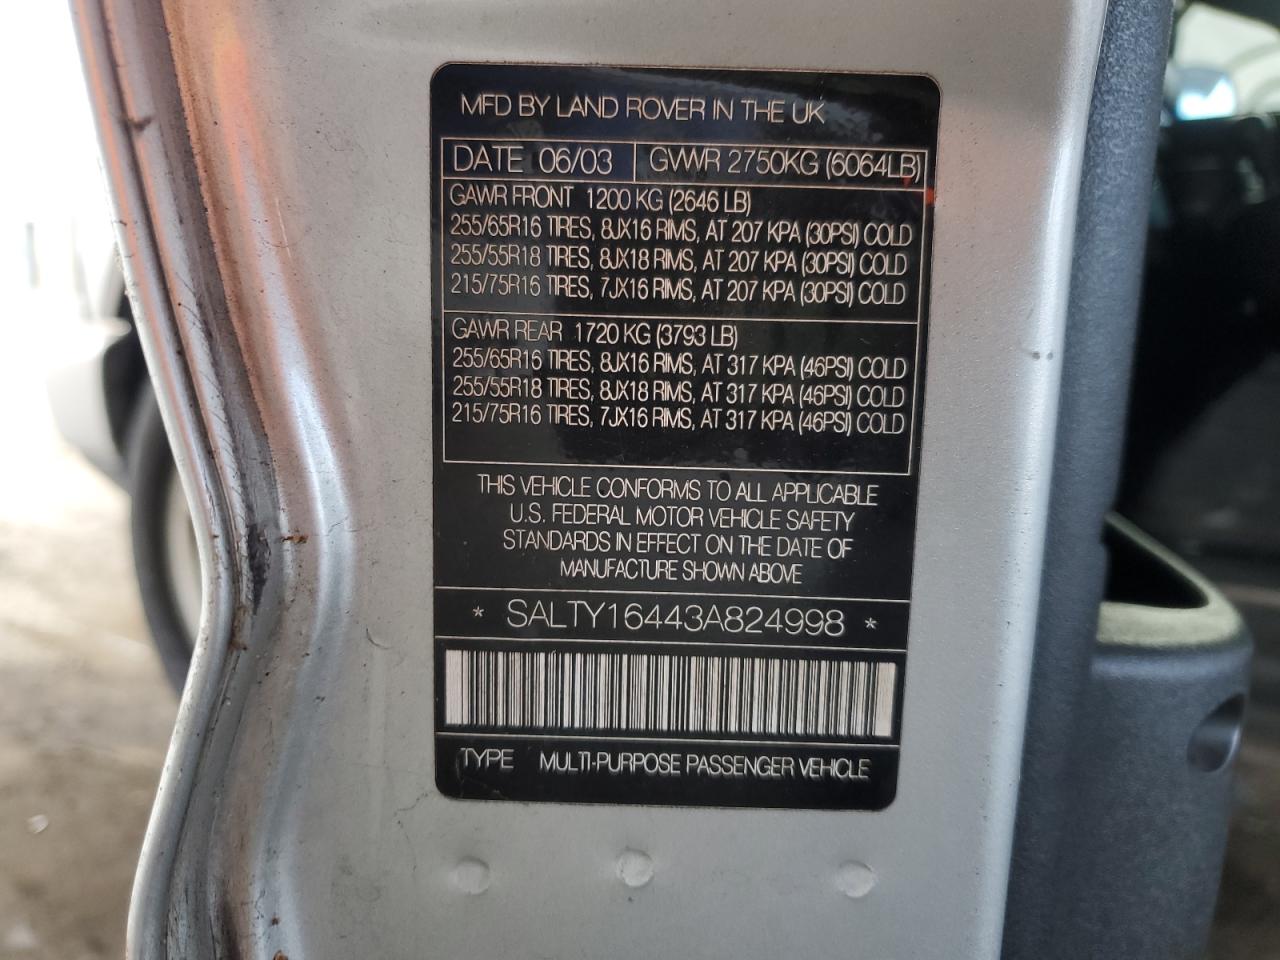 MFD BY LAND ROVER IN THE UK
DATE 06/03 GVWR 2750KG (6064LB)
GAWR FRONT 1200 KG (2646 LB)
255/65R16 TIRES, 8JX16 RIMS, AT 207 KPA (30PSI) COLD
255/55R18 TIRES, 8JX18 RIMS, AT 207 KPA (30PSI) COLD
215/75R16 TIRES, 7JX16 RIMS, AT 207 KPA (30PSI) COLD
GAWR REAR 1720 KG (3793 LB)
255/65R16 TIRES, 8JX16 RIMS, AT 317 KPA (46PSI) COLD
255/55R18 TIRES, 8JX18 RIMS, AT 317 KPA (46PSI) COLD
215/75R16 TIRES, 7JX16 RIMS, AT 317 KPA (46PSI) COLD
THIS VEHICLE CONFORMS TO ALL APPLICABLE
U.S. FEDERAL MOTOR VEHICLE SAFETY
STANDARDS IN EFFECT ON THE DATE OF
MANUFACTURE SHOWN ABOVE
* SALTY16443A824998 *
TYPE MULTI-PURPOSE PASSENGER VEHICLE